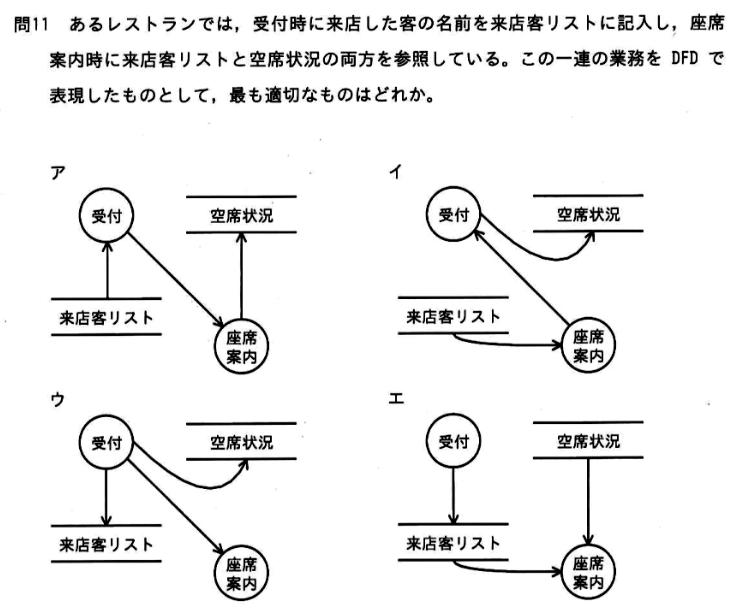 問11 あるレストランでは，受付時に来店した客の名前を来店客リストに記入し，座席
案内時に来店客リストと空席状況の両方を参照している。この一連の業務を DFD で
表現したものとして，最も適切なものはどれか。
ア
受付
空席状況
来店客リスト
座席
案内
イ
受付
空席状況
来店客リスト
座席
案内
ウ
受付
空席状況
来店客リスト
座席
案内
エ
受付
空席状況
来店客リスト
座席
案内